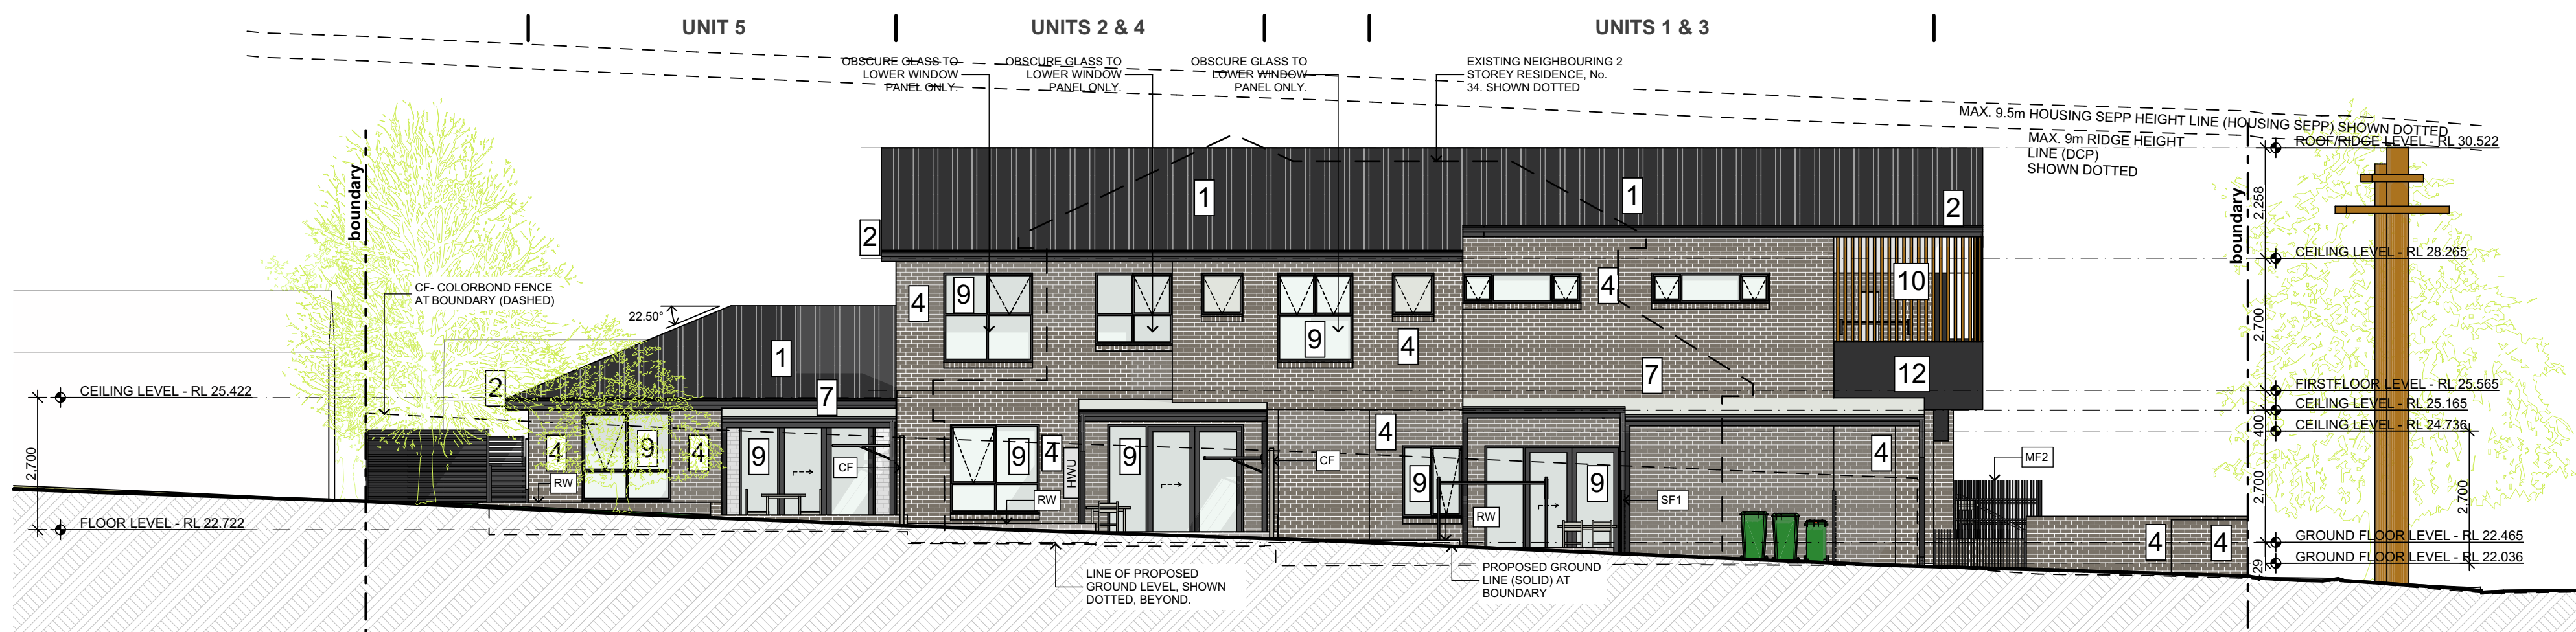 UNIT 5
UNITS 2 & 4
UNITS 1 & 3
OBSCURE GLASS TO
LOWER WINDOW
PANEL ONLY.
OBSCURE GLASS TO
LOWER WINDOW
PANEL ONLY.
OBSCURE GLASS TO
LOWER WINDOW
PANEL ONLY.
EXISTING NEIGHBOURING 2
STOREY RESIDENCE, No.
34. SHOWN DOTTED
MAX. 9.5m HOUSING SEPP HEIGHT LINE (HOUSING SEPP) SHOWN DOTTED
MAX. 9m RIDGE HEIGHT
LINE (DCP)
SHOWN DOTTED
ROOF/RIDGE LEVEL - RL 30.522
boundary
boundary
2,258
1
1
2
2
CEILING LEVEL - RL 28.265
CF- COLORBOND FENCE
AT BOUNDARY (DASHED)
22.50°
4
9
9
4
4
10
2,700
1
7
7
12
2
CEILING LEVEL - RL 25.422
FIRSTFLOOR LEVEL - RL 25.565
CEILING LEVEL - RL 25.165
400
CEILING LEVEL - RL 24.736
2,700
4
9
4
9
CF
9
4
HWU
9
CF
4
9
9
4
MF2
RW
RW
RW
SF1
2,700
2,700
FLOOR LEVEL - RL 22.722
4
4
GROUND FLOOR LEVEL - RL 22.465
GROUND FLOOR LEVEL - RL 22.036
LINE OF PROPOSED
GROUND LEVEL, SHOWN
DOTTED, BEYOND.
PROPOSED GROUND
LINE (SOLID) AT
BOUNDARY